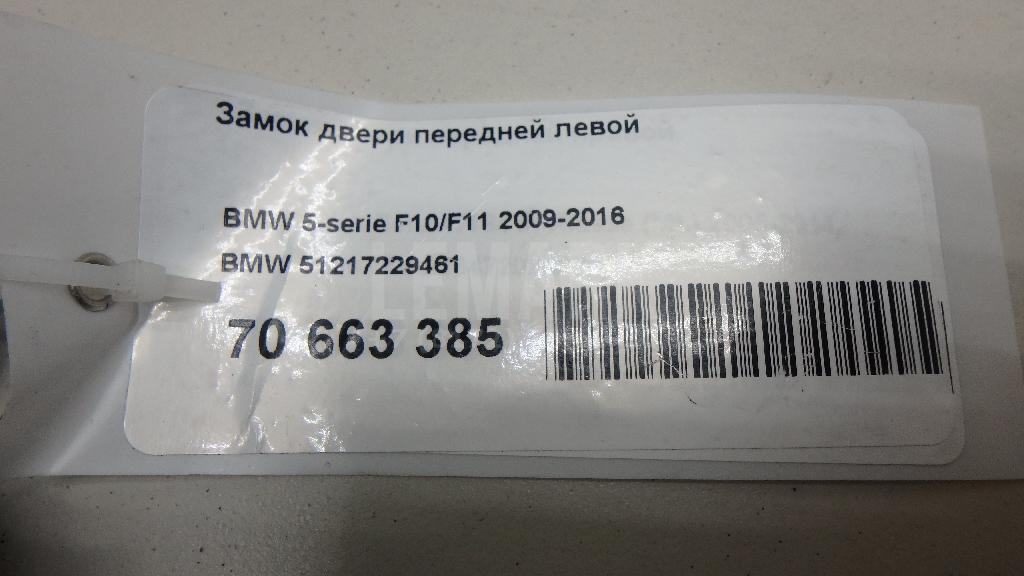 Замок двери передней левой
BMW 5-serie F10/F11 2009-2016
BMW 51217229461
70 663 385